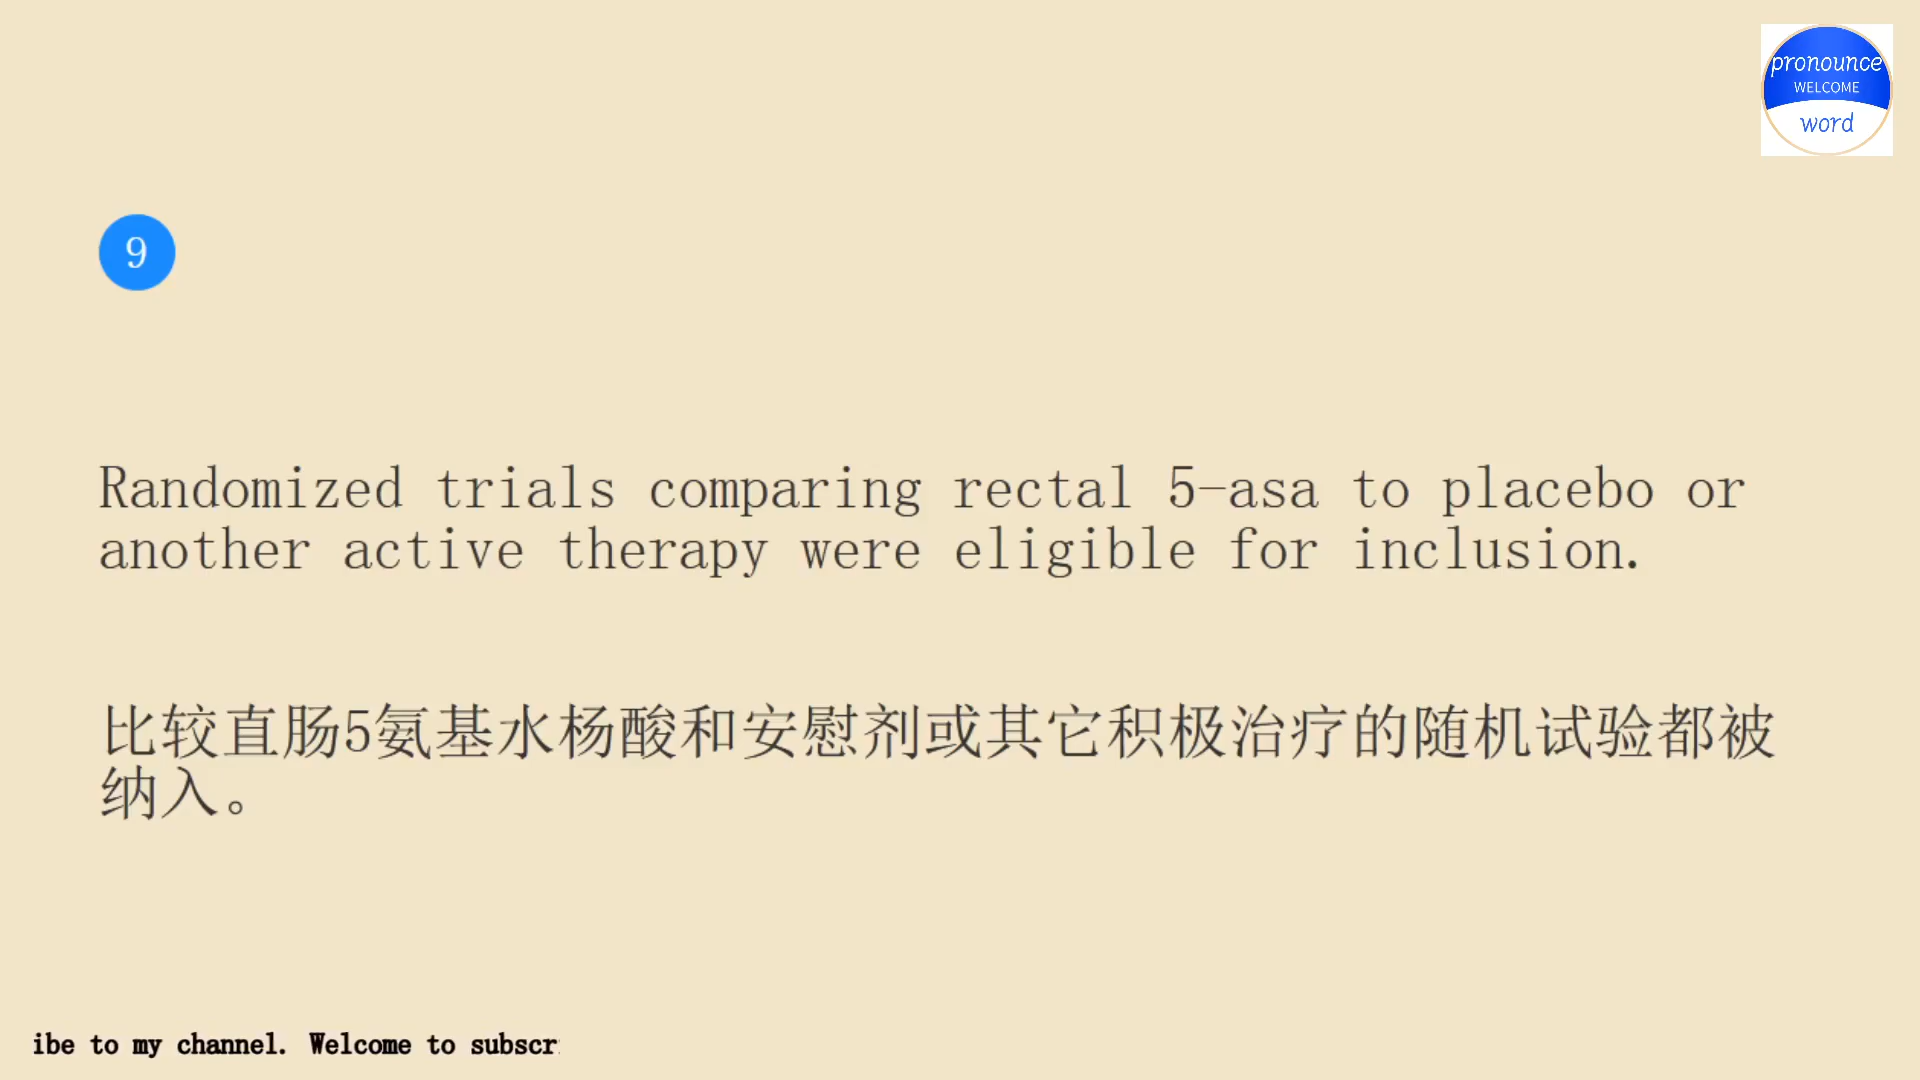 pronounce
WELCOME
word
9
Randomized trials comparing rectal 5-asa to placebo or
another active therapy were eligible for inclusion.
比较直肠5氨基水杨酸和安慰剂或其它积极治疗的随机试验都被
纳入。
ibe to my channel. Welcome to subscr